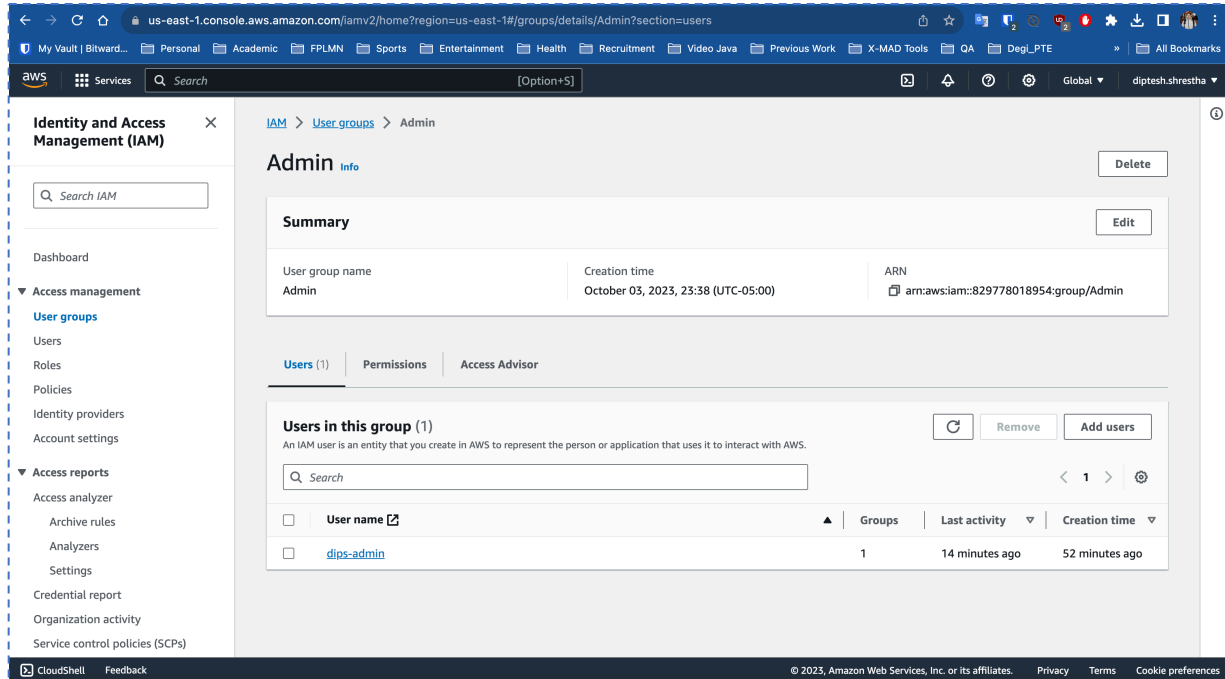 us-east-1.console.aws.amazon.com/iamv2/home?region=us-east-1#/groups/details/Admin?section=users
2
2
My Vault | Bitward... Personal Academic FPLMN Sports Entertainment Health Recruitment Video Java Previous Work X-MAD Tools QA Degi_PTE » All Bookmarks
aws Services Search [Option+S] Global ▼ diptesh.shrestha ▼
Identity and Access
Management (IAM)
Search IAM
Dashboard
Access management
User groups
Users
Roles
Policies
Identity providers
Account settings
Access reports
Access analyzer
Archive rules
Analyzers
Settings
Credential report
Organization activity
Service control policies (SCPs)
IAM > User groups > Admin
Admin Info
Delete
Summary
Edit
User group name
Admin
Creation time
October 03, 2023, 23:38 (UTC-05:00)
ARN
arn:aws:iam::829778018954:group/Admin
Users (1) Permissions Access Advisor
Users in this group (1)
An IAM user is an entity that you create in AWS to represent the person or application that uses it to interact with AWS.
Remove Add users
Search
1
User name Groups Last activity Creation time
dips-admin 1 14 minutes ago 52 minutes ago
CloudShell Feedback © 2023, Amazon Web Services, Inc. or its affiliates. Privacy Terms Cookie preferences